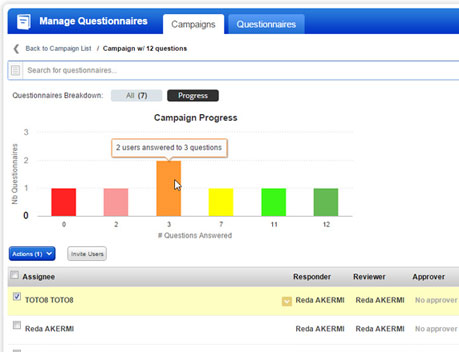 Manage Questionnaires
Campaigns
Questionnaires
Back to Campaign List / Campaign w/ 12 questions
Search for questionnaires...
Questionnaires Breakdown:
All (7)
Progress
Campaign Progress
2 users answered to 3 questions
Nb Questionnaires
3
2
1
0
0 2 3 7 11 12
# Questions Answered
Actions (1)
Invite Users
Assignee Responder Reviewer Approver
TOTO8 TOTO8 Reda AKERMI Reda AKERMI No approver
Reda AKERMI Reda AKERMI Reda AKERMI No approver